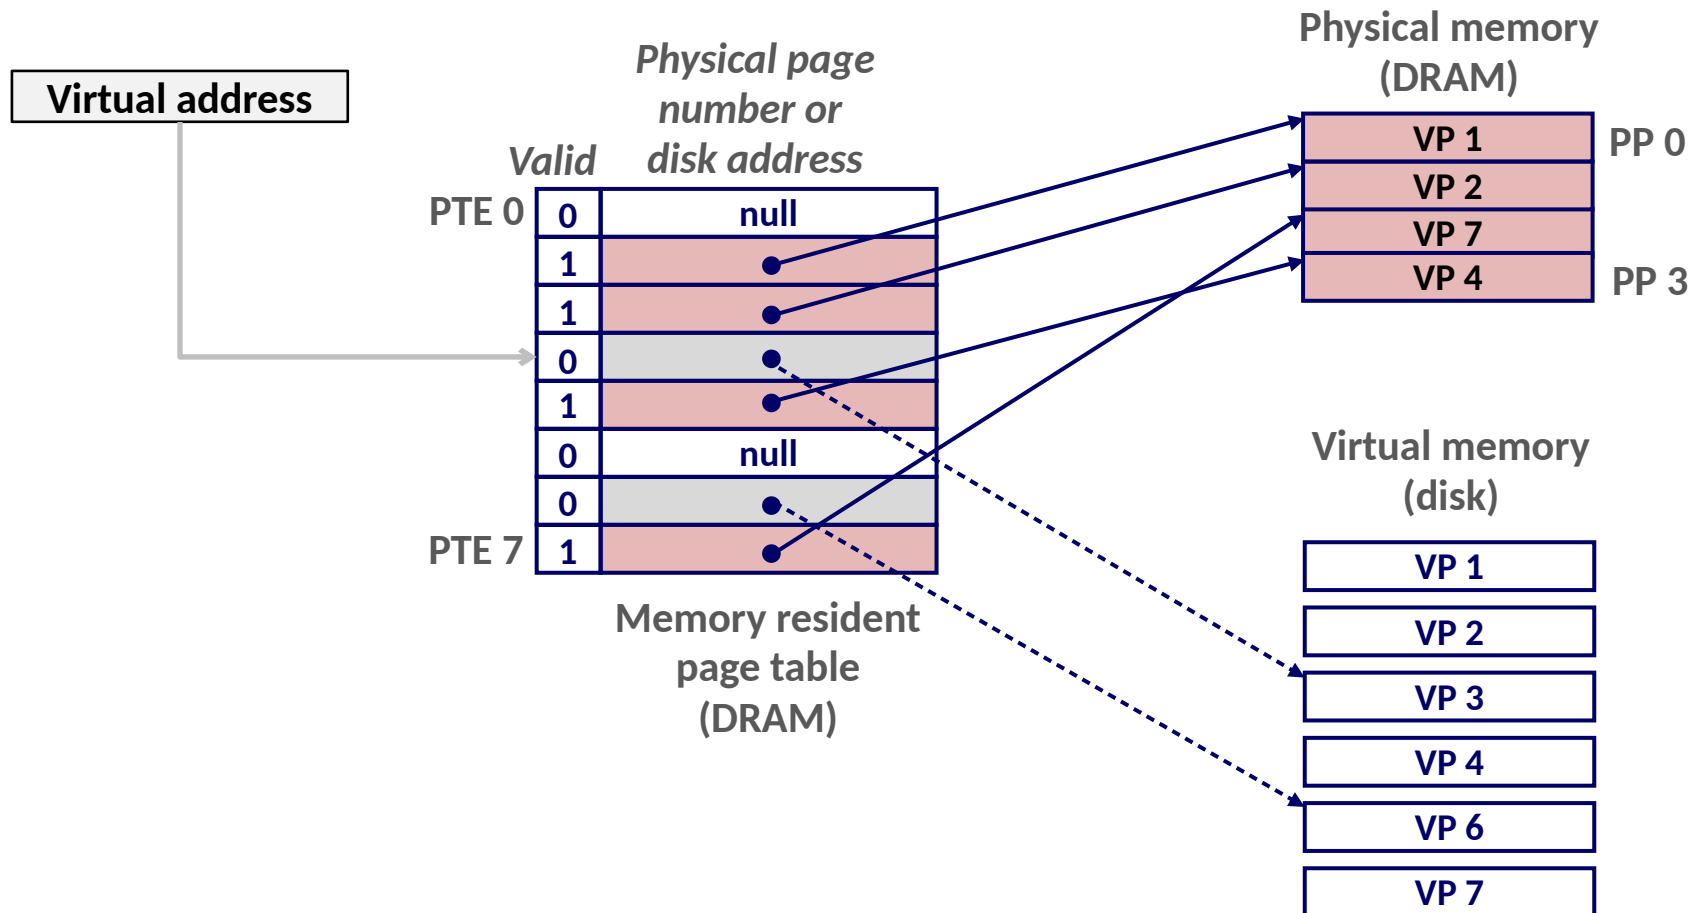 Virtual address
Physical page
number or
disk address
Valid
PTE 0
0 null
1
1
0
1
0 null
0
PTE 7 1
Memory resident
page table
(DRAM)
Physical memory
(DRAM)
VP 1 PP 0
VP 2
VP 7
VP 4 PP 3
Virtual memory
(disk)
VP 1
VP 2
VP 3
VP 4
VP 6
VP 7